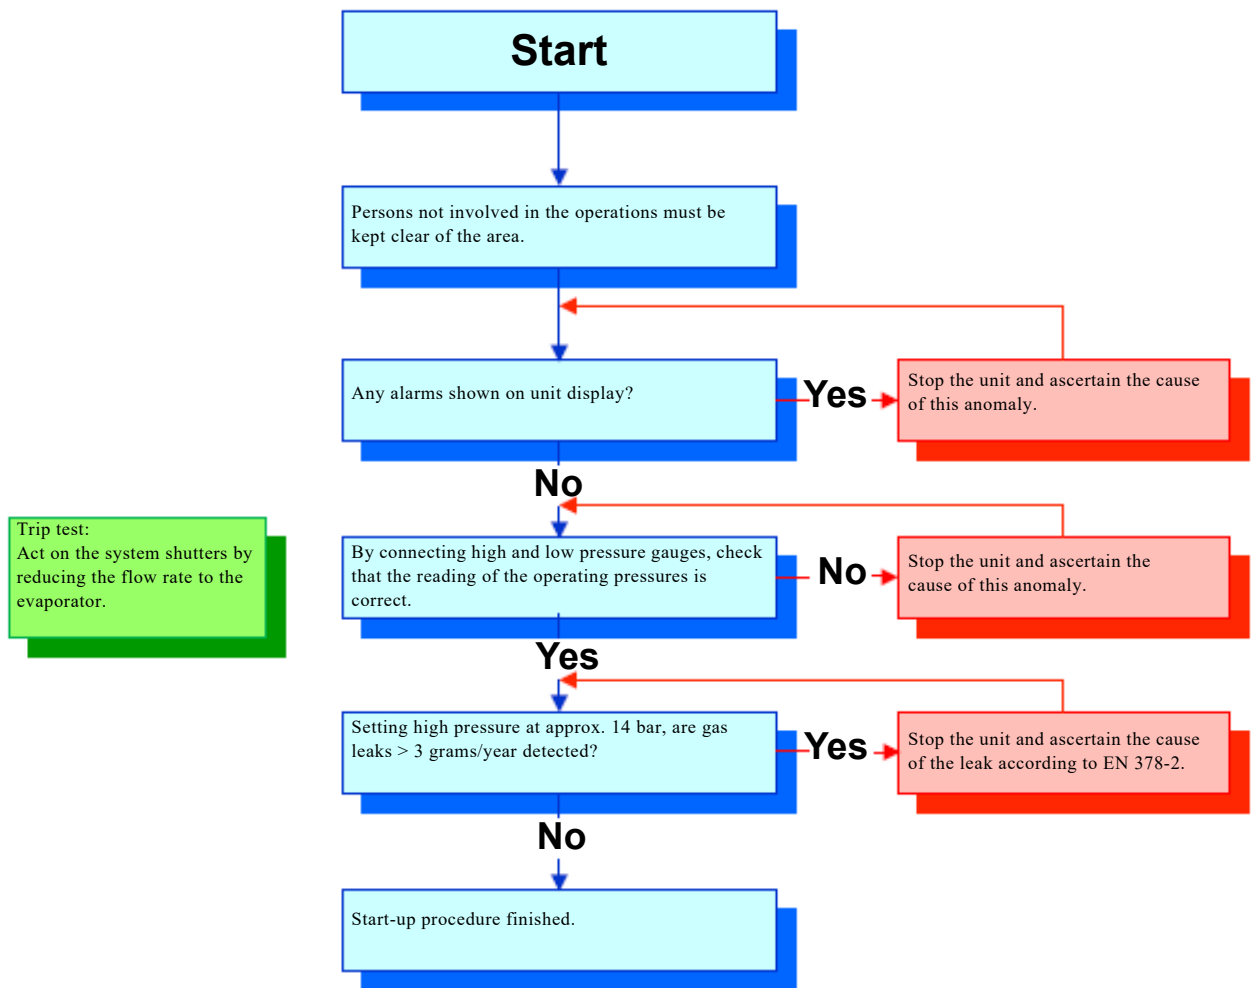 Start
Persons not involved in the operations must be
kept clear of the area.
Any alarms shown on unit display?
Yes
Stop the unit and ascertain the cause
of this anomaly.
No
Trip test:
Act on the system shutters by
reducing the flow rate to the
evaporator.
By connecting high and low pressure gauges, check
that the reading of the operating pressures is
correct.
No
Stop the unit and ascertain the
cause of this anomaly.
Yes
Setting high pressure at approx. 14 bar, are gas
leaks > 3 grams/year detected?
Yes
Stop the unit and ascertain the cause
of the leak according to EN 378-2.
No
Start-up procedure finished.